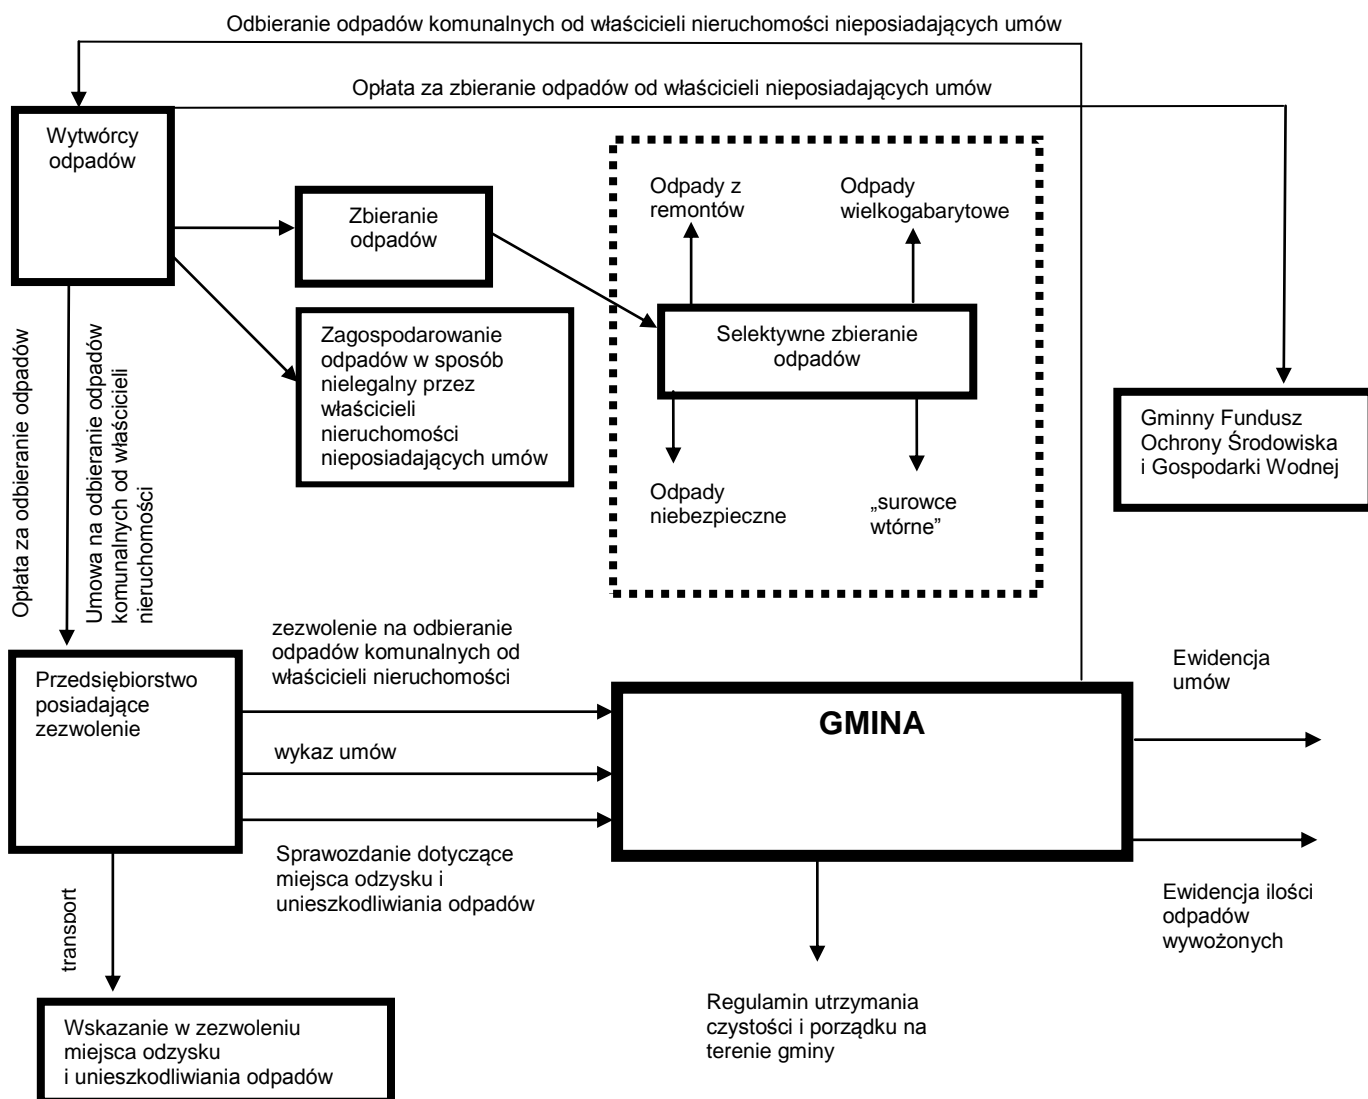 Odbieranie odpadów komunalnych od właścicieli nieruchomości nieposiadających umów
Opłata za zbieranie odpadów od właścicieli nieposiadających umów
Wytwórcy
odpadów
Zbieranie
odpadów
Odpady z
remontów
Odpady
wielkogabarytowe
Selektywne zbieranie
odpadów
Zagospodarowanie
odpadów w sposób
nielegalny przez
właścicieli
nieruchomości
nieposiadających umów
Odpady
niebezpieczne
„surowce
wtórne”
Gminny Fundusz
Ochrony Środowiska
i Gospodarki Wodnej
Opłata za odbieranie odpadów
Umowa na odbieranie odpadów
komunalnych od właścicieli
nieruchomości
Przedsiębiorstwo
posiadające
zezwolenie
zezwolenie na odbieranie
odpadów komunalnych od
właścicieli nieruchomości
wykaz umów
Sprawozdanie dotyczące
miejsca odzysku i
unieszkodliwiania odpadów
GMINA
Ewidencja
umów
Ewidencja ilości
odpadów
wywożonych
transport
Wskazanie w zezwoleniu
miejsca odzysku
i unieszkodliwiania odpadów
Regulamin utrzymania
czystości i porządku na
terenie gminy